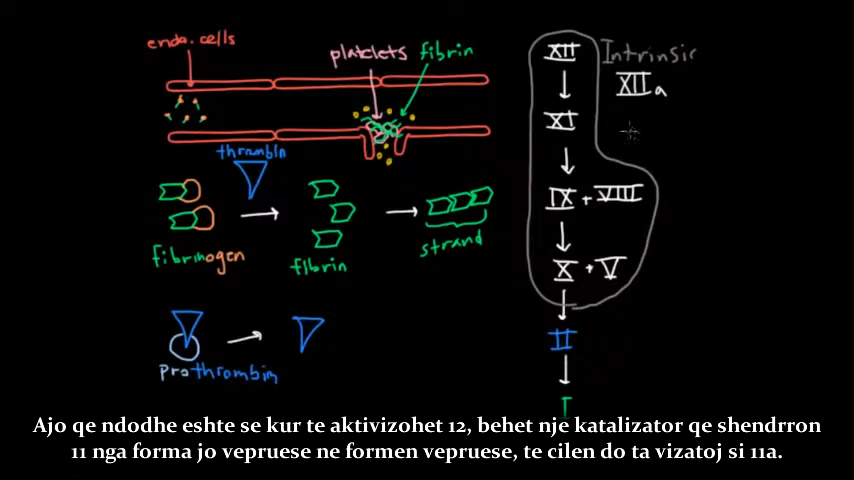 endo. cells
platelets
fibrin
thrombin
fibrinogen
fibrin
strand
prothrombin
XII
Intrinsic
XIIa
XI
IX + VIII
X + V
II
I
Ajo qe ndodhe eshte se kur te aktivizohet 12, behet nje katalizator qe shendrron
11 nga forma jo vepruese ne formen vepruese, te cilen do ta vizatoj si 11a.